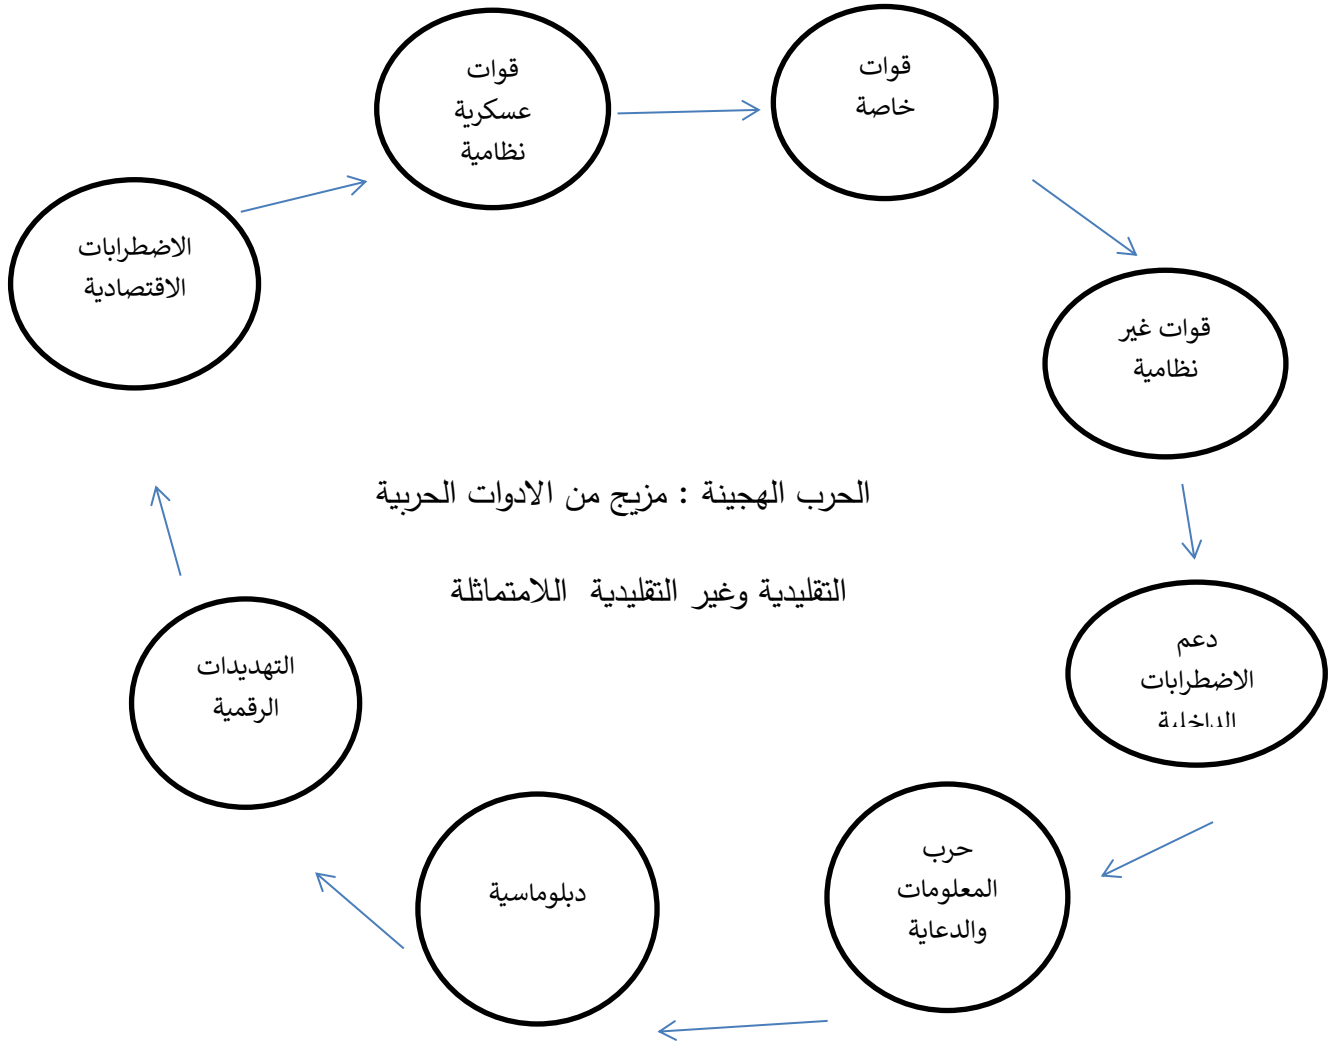 قوات
عسكرية
نظامية
قوات
خاصة
قوات غير
نظامية
دعم
الاضطرابات
الداخلية
حرب
المعلومات
والدعاية
دبلوماسية
التهديدات
الرقمية
الاضطرابات
الاقتصادية
الحرب الهجينة : مزيج من الادوات الحربية
التقليدية وغير التقليدية اللامتماثلة